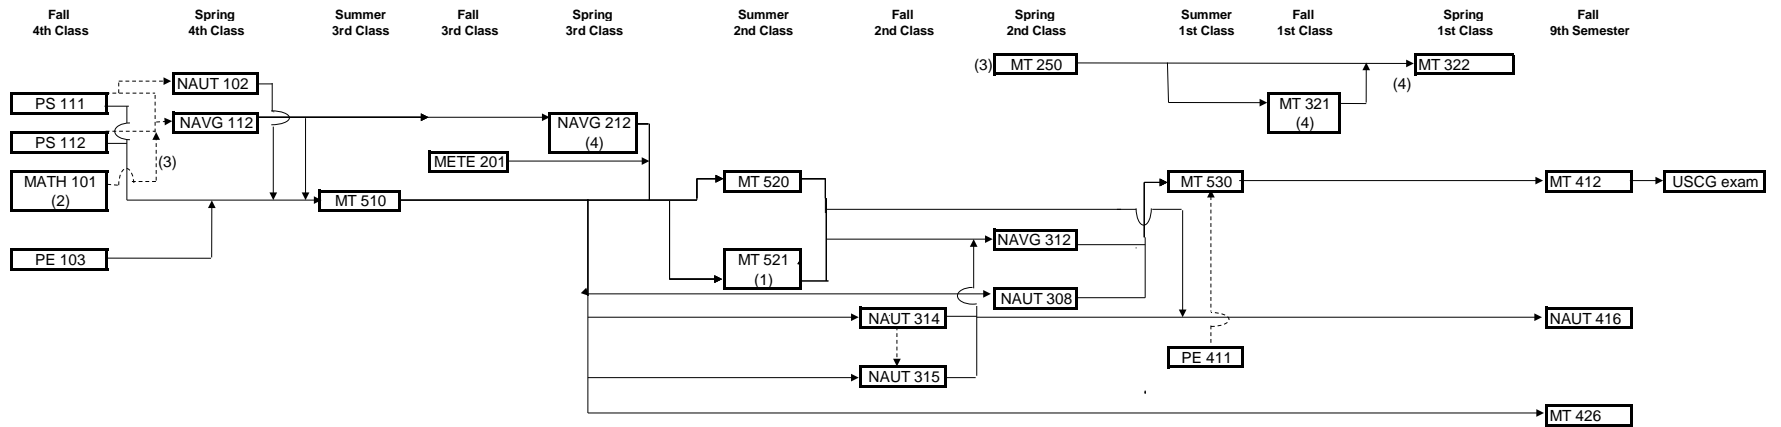 Fall Spring Summer Fall Spring Summer Fall Spring Summer Fall Spring Fall
4th Class 4th Class 3rd Class 3rd Class 3rd Class 2nd Class 2nd Class 2nd Class 1st Class 1st Class 1st Class 9th Semester
(3) MT 250 MT 322
NAUT 102 (4)
PS 111 MT 321
(4)
NAVG 112 NAVG 212
(4)
PS 112
(3) METE 201
MATH 101
(2)
MT 520 MT 530 MT 412 USCG exam
MT 510
NAVG 312
PE 103 MT 521
(1)
NAUT 308
NAUT 314 NAUT 416
PE 411
NAUT 315
MT 426